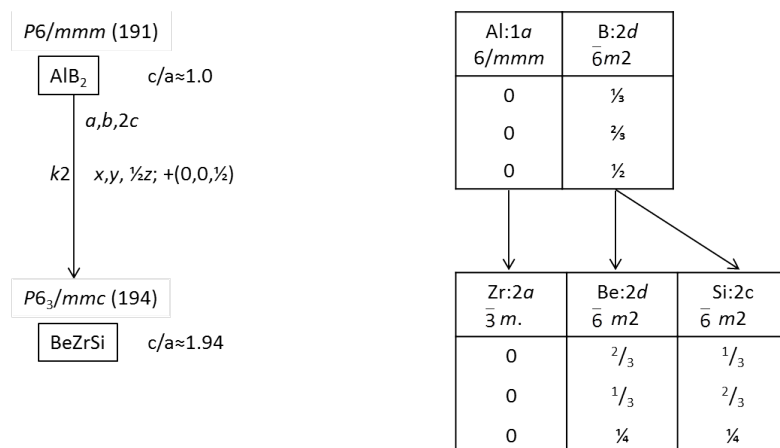 P6/mmm (191)
AlB₂ c/a≈1.0
a,b,2c
k2 x,y, ½z; +(0,0,½)
P6₃/mmc (194)
BeZrSi c/a≈1.94
Al:1a B:2d
6/mmm 6̅m2
0 ⅓
0 ⅔
0 ½
Zr:2a Be:2d Si:2c
3̅ m. 6̅ m2 6̅ m2
0 2/3 1/3
0 1/3 2/3
0 ¼ ¼